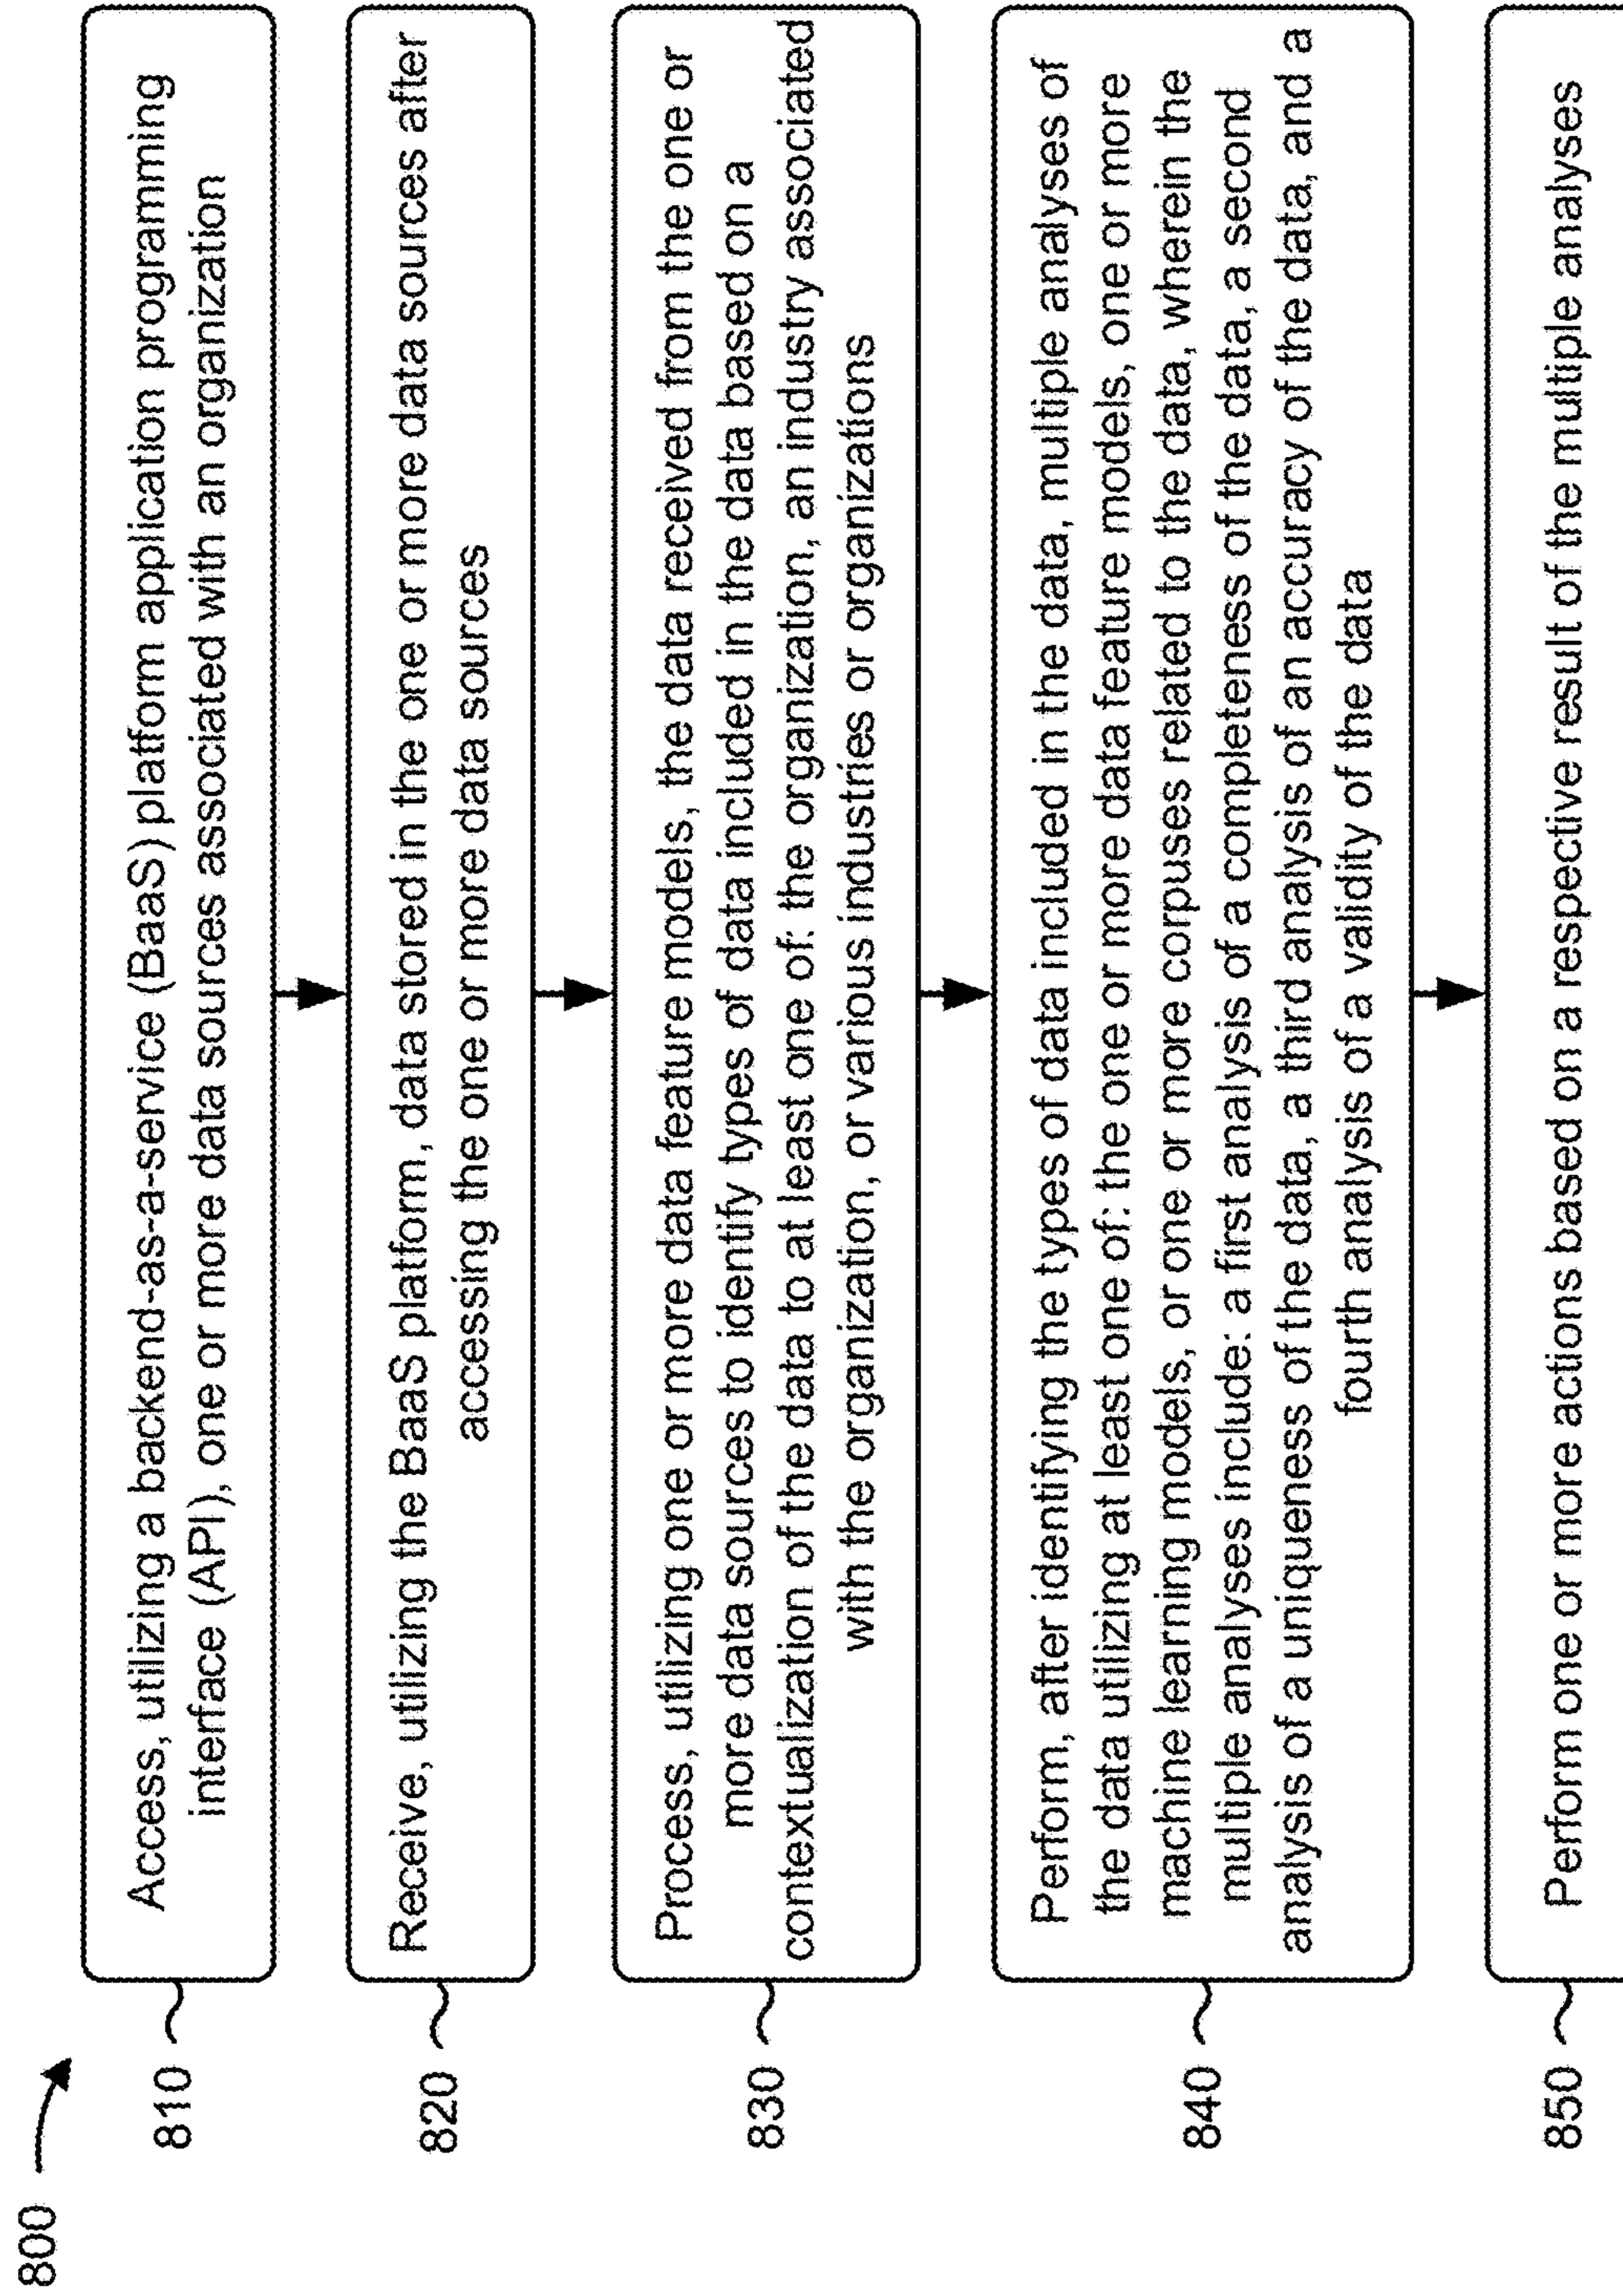 800
810
Access, utilizing a backend-as-a-service (BaaS) platform application programming
interface (API), one or more data sources associated with an organization
820
Receive, utilizing the BaaS platform, data stored in the one or more data sources after
accessing the one or more data sources
830
Process, utilizing one or more data feature models, the data received from the one or
more data sources to identify types of data included in the data based on a
contextualization of the data to at least one of: the organization, an industry associated
with the organization, or various industries or organizations
840
Perform, after identifying the types of data included in the data, multiple analyses of
the data utilizing at least one of: the one or more data feature models, one or more
machine learning models, or one or more corpuses related to the data, wherein the
multiple analyses include: a first analysis of a completeness of the data, a second
analysis of a uniqueness of the data, a third analysis of an accuracy of the data, and a
fourth analysis of a validity of the data
850
Perform one or more actions based on a respective result of the multiple analyses